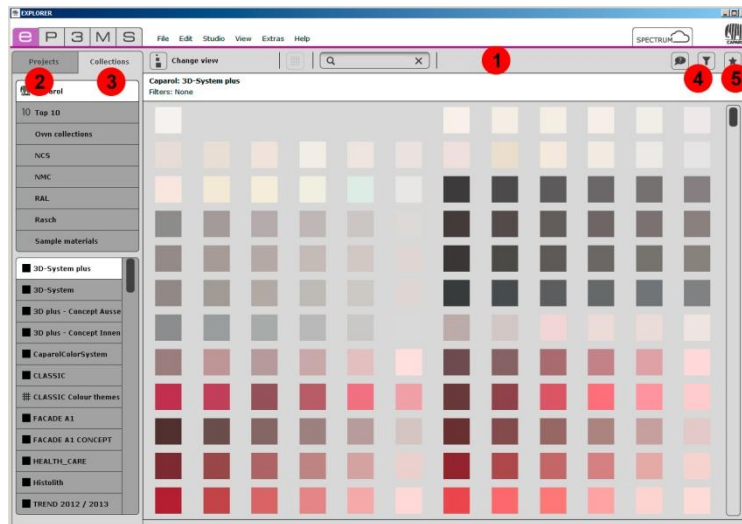 EXPLORER
e P 3 M S
File Edit Studio View Extras Help
SPECTRUM
CAPAROL
Projects
Collections
Change view
X
1
2
3
4
5
Caparol: 3D-System plus
Filters: None
10 Top 10
Own collections
NCS
NMC
RAL
Rasch
Sample materials
3D-System plus
3D-System
3D plus - Concept Ausse
3D plus - Concept Innen
CaparolColorSystem
CLASSIC
CLASSIC Colour themes
FACADE A1
FACADE A1 CONCEPT
HEALTH_CARE
Histolith
TREND 2012 / 2013